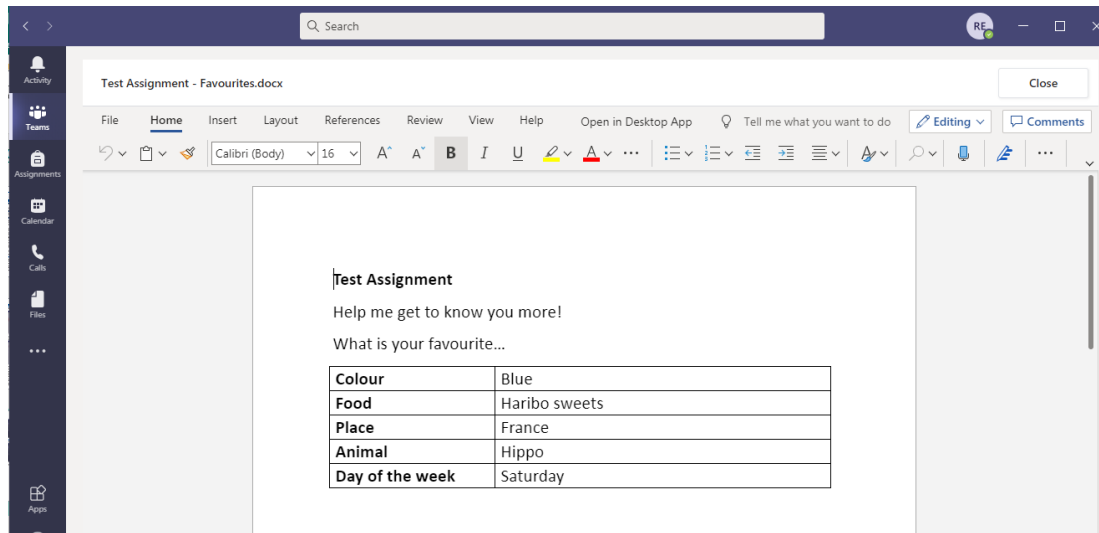 Search
RE
Activity
Teams
Assignments
Calendar
Calls
Files
Apps
Test Assignment - Favourites.docx
Close
File Home Insert Layout References Review View Help Open in Desktop App Tell me what you want to do Editing Comments
Calibri (Body) 16 A A B I U A
Test Assignment
Help me get to know you more!
What is your favourite...
Colour Blue
Food Haribo sweets
Place France
Animal Hippo
Day of the week Saturday